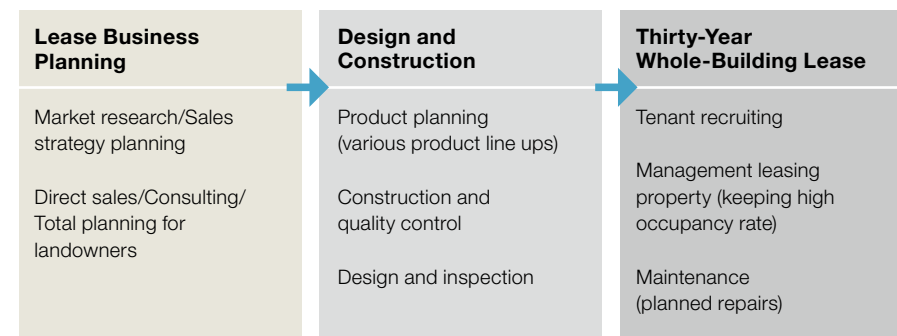 Lease Business
Planning
Market research/Sales
strategy planning
Direct sales/Consulting/
Total planning for
landowners
Design and
Construction
Product planning
(various product line ups)
Construction and
quality control
Design and inspection
Thirty-Year
Whole-Building Lease
Tenant recruiting
Management leasing
property (keeping high
occupancy rate)
Maintenance
(planned repairs)